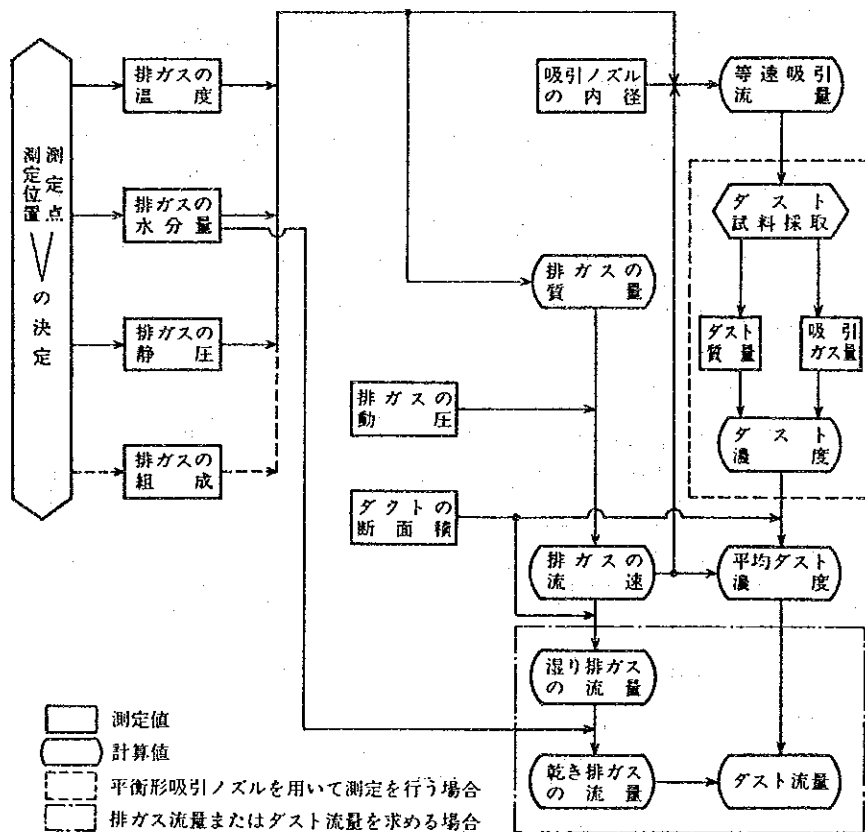 測定点
測定位置
の決定
排ガスの
温度
排ガスの
水分量
排ガスの
静圧
排ガスの
組成
吸引ノズル
の内径
等速吸引
流量
ダスト
試料採取
排ガスの
質量
ダスト
質量
吸引
ガス量
排ガスの
動圧
ダスト
濃度
ダクトの
断面積
排ガスの
流速
平均ダスト
濃度
湿り排ガス
の流量
乾き排ガス
の流量
ダスト流量
測定値
計算値
平衡形吸引ノズルを用いて測定を行う場合
排ガス流量またはダスト流量を求める場合